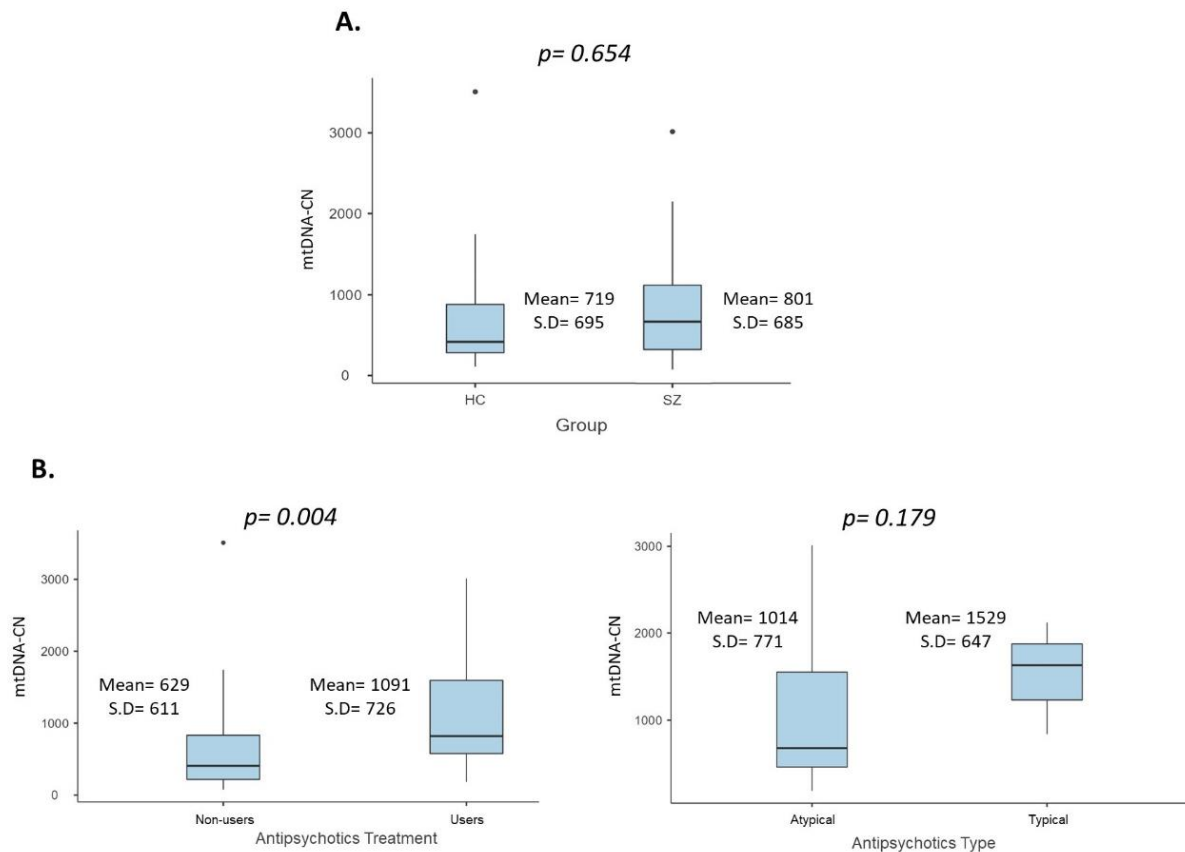 A.
p= 0.654
mtDNA-CN
3000
2000
1000
0
Mean= 719
S.D= 695
Mean= 801
S.D= 685
HC
SZ
Group
B.
p= 0.004
mtDNA-CN
3000
2000
1000
0
Mean= 629
S.D= 611
Mean= 1091
S.D= 726
Non-users
Users
Antipsychotics Treatment
p= 0.179
mtDNA-CN
3000
2000
1000
Mean= 1014
S.D= 771
Mean= 1529
S.D= 647
Atypical
Typical
Antipsychotics Type